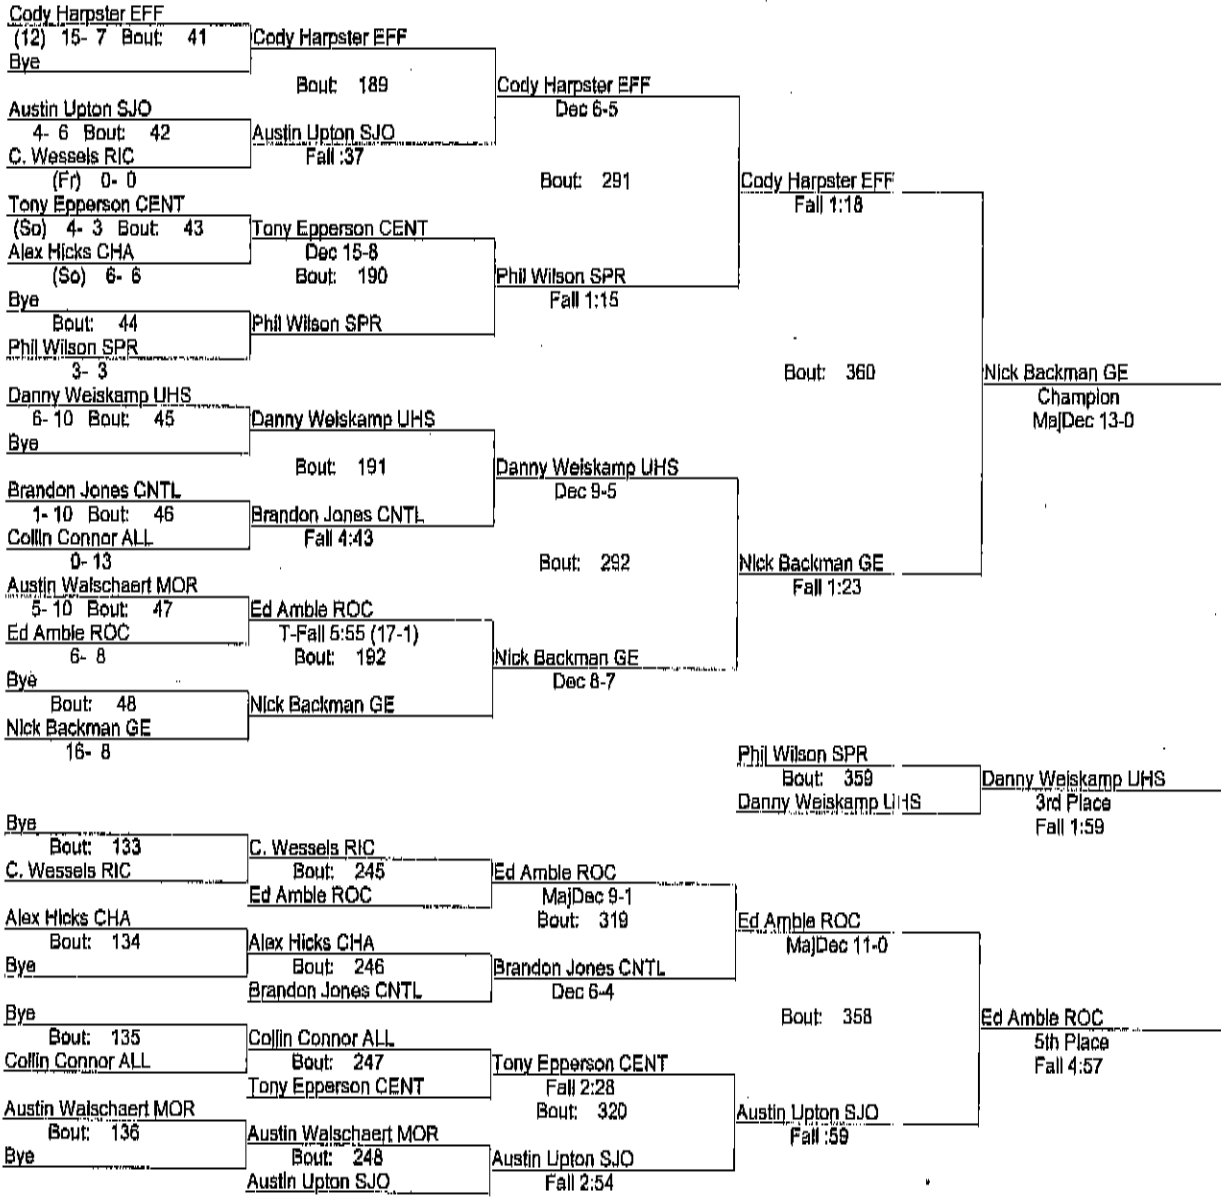 Cody Harpster EFF
(12) 15- 7 Bout: 41
Bye
Cody Harpster EFF
Bout: 189
Austin Upton SJO
4- 6 Bout: 42
C. Wessels RIC
(Fr) 0- 0
Austin Upton SJO
Fall :37
Cody Harpster EFF
Dec 6-5
Bout: 291
Tony Epperson CENT
(So) 4- 3 Bout: 43
Alex Hicks CHA
(So) 6- 6
Tony Epperson CENT
Dec 15-8
Bout: 190
Bye
Bout: 44
Phil Wilson SPR
3- 3
Phil Wilson SPR
Phil Wilson SPR
Fall 1:15
Cody Harpster EFF
Fall 1:18
Bout: 360
Danny Weiskamp UHS
6- 10 Bout: 45
Bye
Danny Weiskamp UHS
Bout: 191
Brandon Jones CNTL
1- 10 Bout: 46
Collin Connor ALL
0- 13
Brandon Jones CNTL
Fall 4:43
Danny Weiskamp UHS
Dec 9-5
Bout: 292
Austin Walschaert MOR
5- 10 Bout: 47
Ed Amble ROC
6- 8
Ed Amble ROC
T-Fall 5:55 (17-1)
Bout: 192
Bye
Bout: 48
Nick Backman GE
16- 8
Nick Backman GE
Nick Backman GE
Dec 8-7
Nick Backman GE
Fall 1:23
Nick Backman GE
Champion
MajDec 13-0
Phil Wilson SPR
Bout: 359
Danny Weiskamp UHS
Danny Weiskamp UHS
3rd Place
Fall 1:59
Bye
Bout: 133
C. Wessels RIC
C. Wessels RIC
Bout: 245
Ed Amble ROC
Ed Amble ROC
MajDec 9-1
Bout: 319
Alex Hicks CHA
Bout: 134
Bye
Alex Hicks CHA
Bout: 246
Brandon Jones CNTL
Brandon Jones CNTL
Dec 6-4
Ed Amble ROC
MajDec 11-0
Bout: 358
Bye
Bout: 135
Collin Connor ALL
Collin Connor ALL
Bout: 247
Tony Epperson CENT
Tony Epperson CENT
Fall 2:28
Bout: 320
Austin Walschaert MOR
Bout: 136
Bye
Austin Walschaert MOR
Bout: 248
Austin Upton SJO
Austin Upton SJO
Fall 2:54
Austin Upton SJO
Fall :59
Ed Amble ROC
5th Place
Fall 4:57